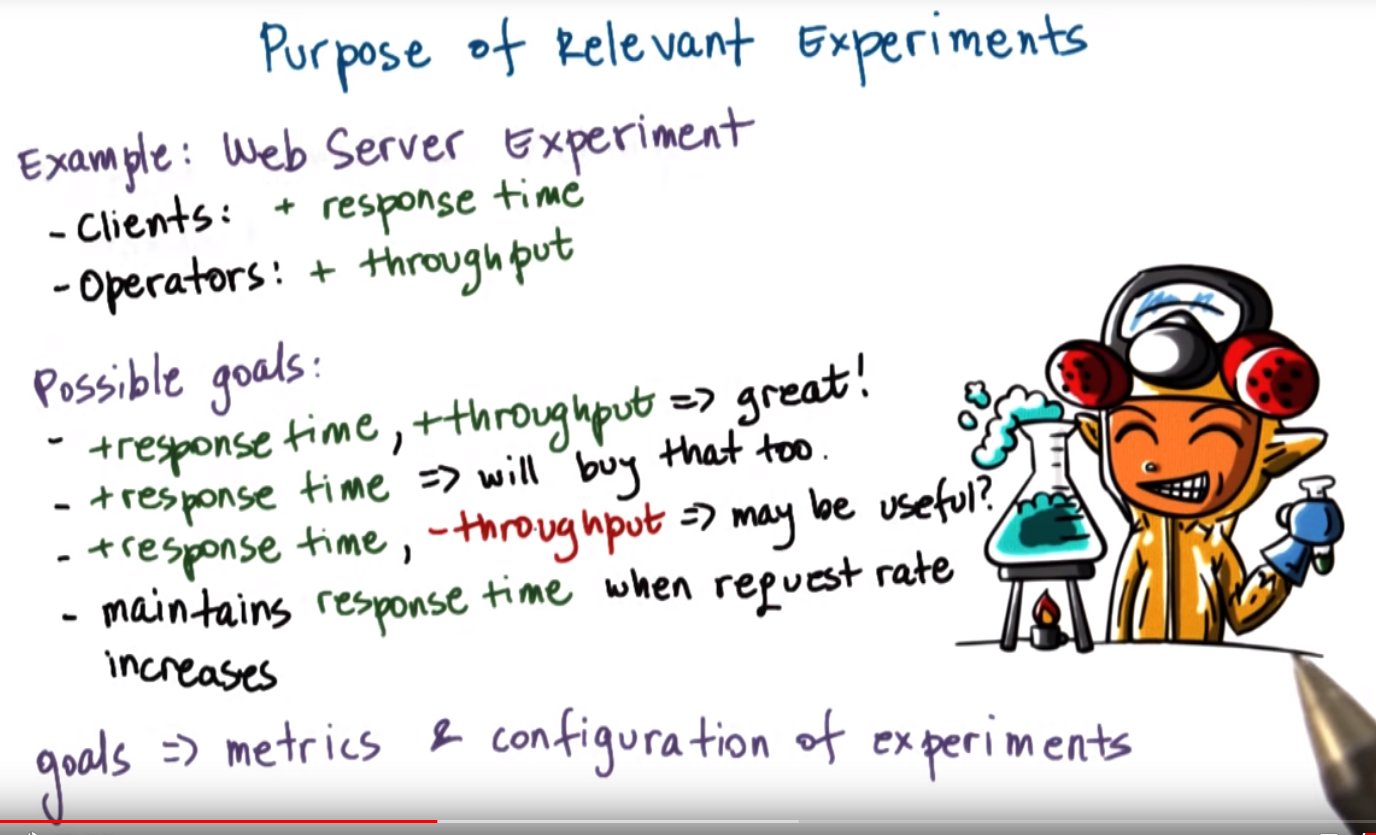 Purpose of Relevant Experiments
Example: Web Server Experiment
- Clients: + response time
- Operators: + throughput
Possible goals:
- +response time, +throughput => great!
- +response time => will buy that too.
- +response time, -throughput => may be useful?
- maintains response time when request rate
increases
goals => metrics & configuration of experiments